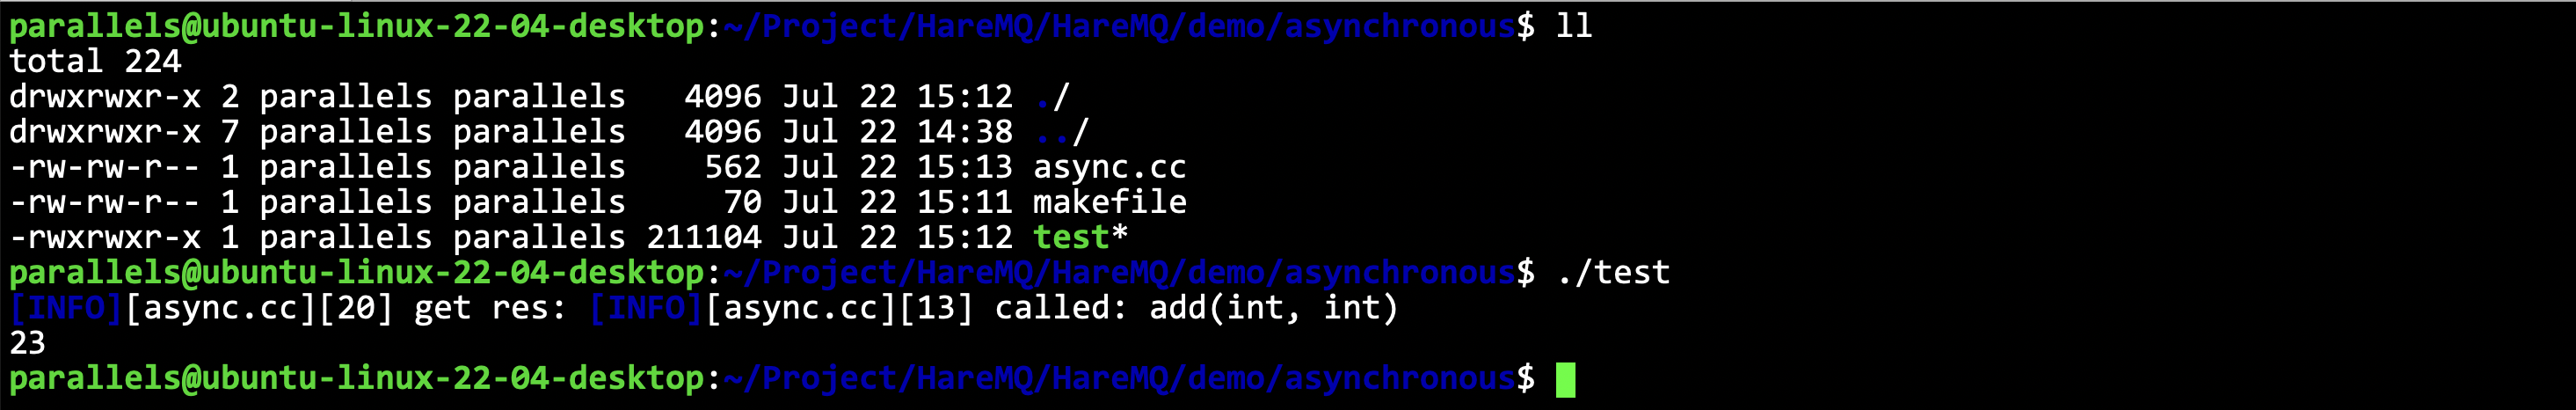 parallels@ubuntu-linux-22-04-desktop:~/Project/HareMQ/HareMQ/demo/asynchronous$ ll
total 224
drwxrwxr-x 2 parallels parallels   4096 Jul 22 15:12 ./
drwxrwxr-x 7 parallels parallels   4096 Jul 22 14:38 ../
-rw-rw-r-- 1 parallels parallels    562 Jul 22 15:13 async.cc
-rw-rw-r-- 1 parallels parallels     70 Jul 22 15:11 makefile
-rwxrwxr-x 1 parallels parallels 211104 Jul 22 15:12 test*
parallels@ubuntu-linux-22-04-desktop:~/Project/HareMQ/HareMQ/demo/asynchronous$ ./test
[INFO][async.cc][20] get res: [INFO][async.cc][13] called: add(int, int)
23
parallels@ubuntu-linux-22-04-desktop:~/Project/HareMQ/HareMQ/demo/asynchronous$